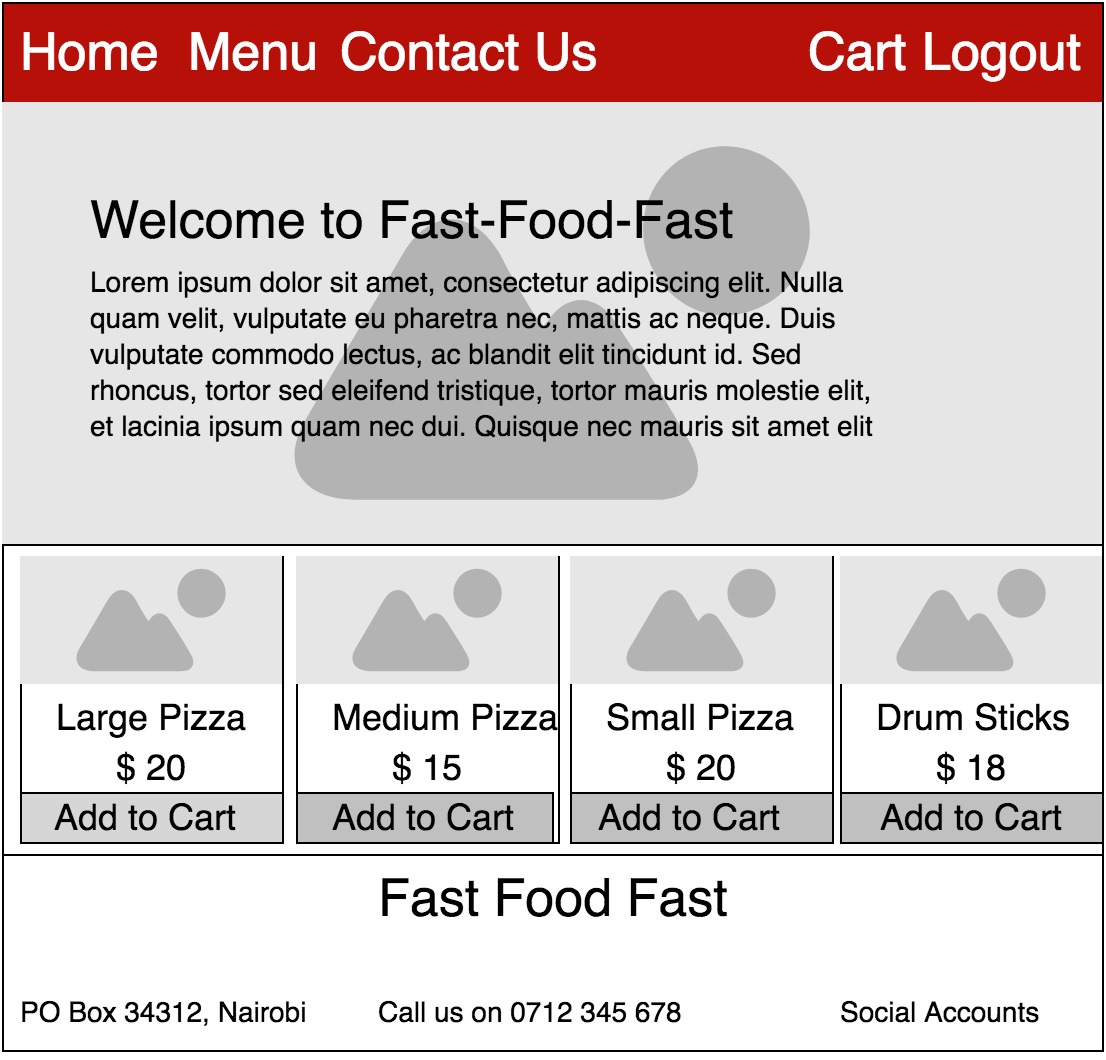 Home Menu Contact Us Cart Logout
Welcome to Fast-Food-Fast
Lorem ipsum dolor sit amet, consectetur adipiscing elit. Nulla
quam velit, vulputate eu pharetra nec, mattis ac neque. Duis
vulputate commodo lectus, ac blandit elit tincidunt id. Sed
rhoncus, tortor sed eleifend tristique, tortor mauris molestie elit,
et lacinia ipsum quam nec dui. Quisque nec mauris sit amet elit
Large Pizza
$ 20
Add to Cart
Medium Pizza
$ 15
Add to Cart
Small Pizza
$ 20
Add to Cart
Drum Sticks
$ 18
Add to Cart
Fast Food Fast
PO Box 34312, Nairobi
Call us on 0712 345 678
Social Accounts